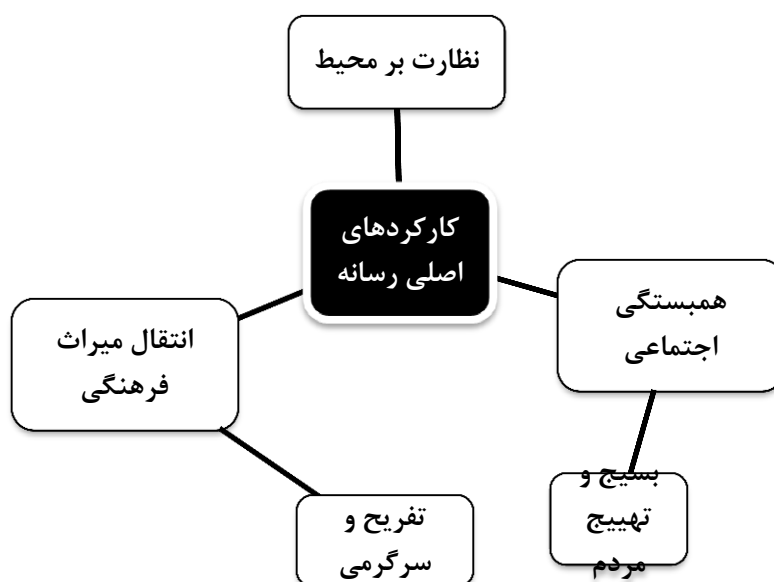 نظارت بر محیط
کارکردهای
اصلی رسانه
همبستگی
اجتماعی
انتقال میراث
فرهنگی
بسیج و
تهییج
مردم
تفریح و
سرگرمی